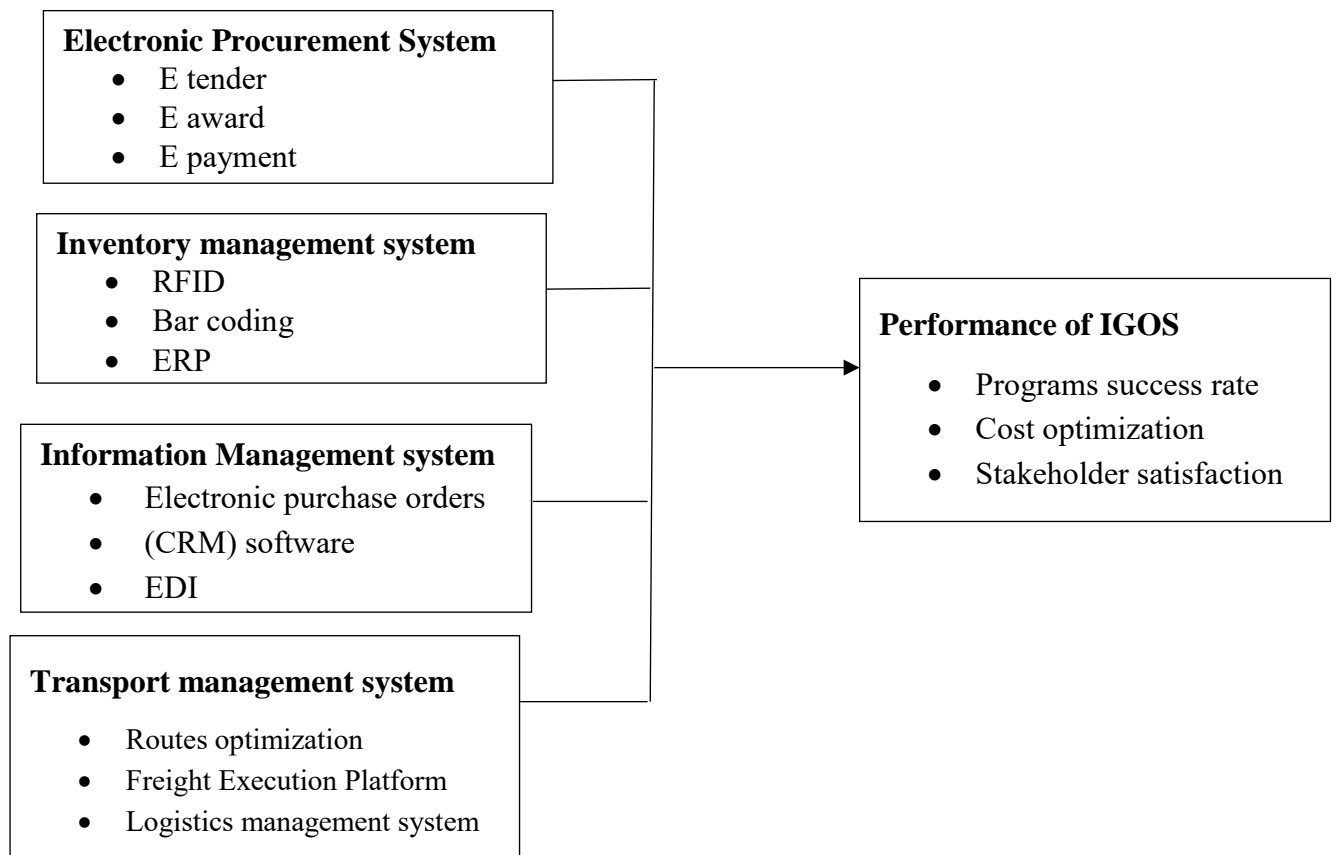 Electronic Procurement System
• E tender
• E award
• E payment
Inventory management system
• RFID
• Bar coding
• ERP
Information Management system
• Electronic purchase orders
• (CRM) software
• EDI
Transport management system
• Routes optimization
• Freight Execution Platform
• Logistics management system
Performance of IGOS
• Programs success rate
• Cost optimization
• Stakeholder satisfaction